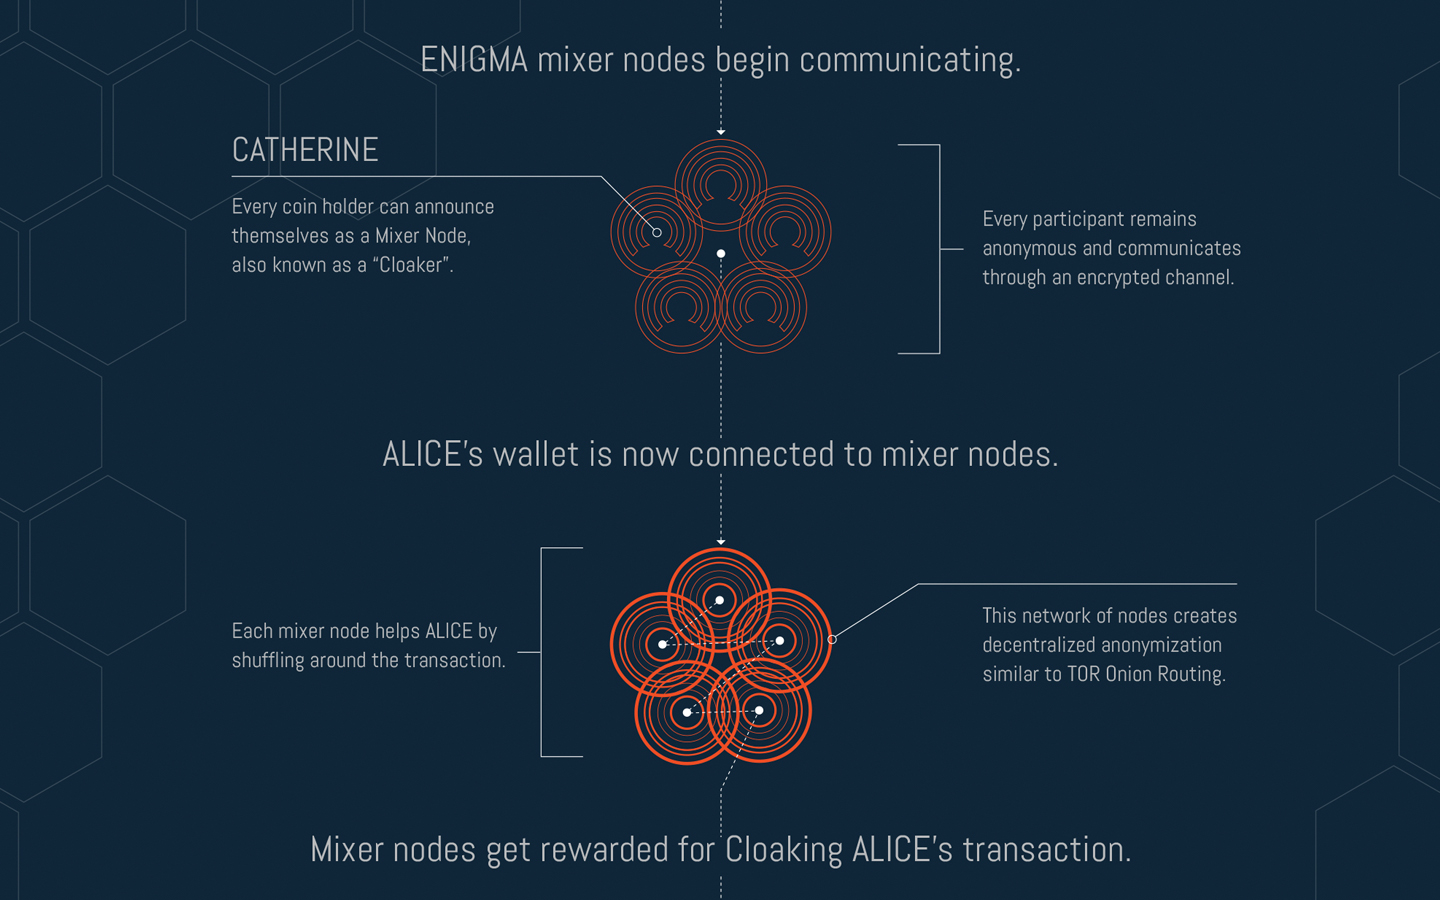 ENIGMA mixer nodes begin communicating.
CATHERINE
Every coin holder can announce
themselves as a Mixer Node,
also known as a “Cloaker”.
Every participant remains
anonymous and communicates
through an encrypted channel.
ALICE’s wallet is now connected to mixer nodes.
Each mixer node helps ALICE by
shuffling around the transaction.
This network of nodes creates
decentralized anonymization
similar to TOR Onion Routing.
Mixer nodes get rewarded for Cloaking ALICE’s transaction.